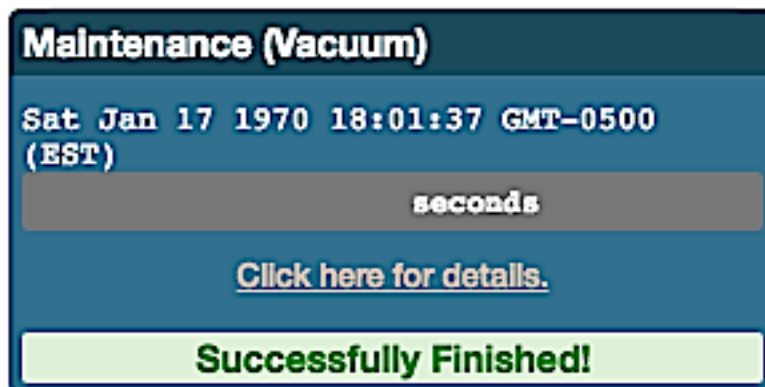 Maintenance (Vacuum)
Sat Jan 17 1970 18:01:37 GMT-0500
(EST)
seconds
Click here for details.
Successfully Finished!